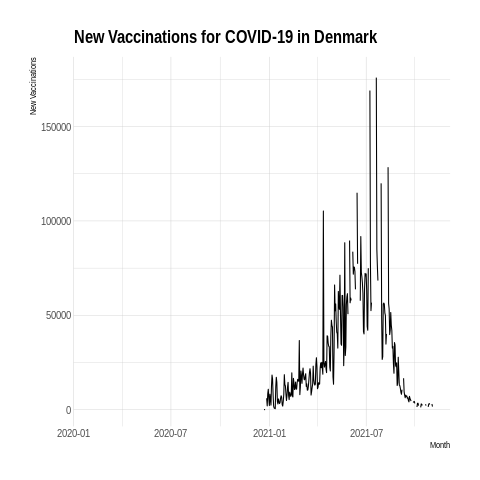 New Vaccinations for COVID-19 in Denmark
New Vaccinations
150000
100000
50000
0
2020-01
2020-07
2021-01
2021-07
Month